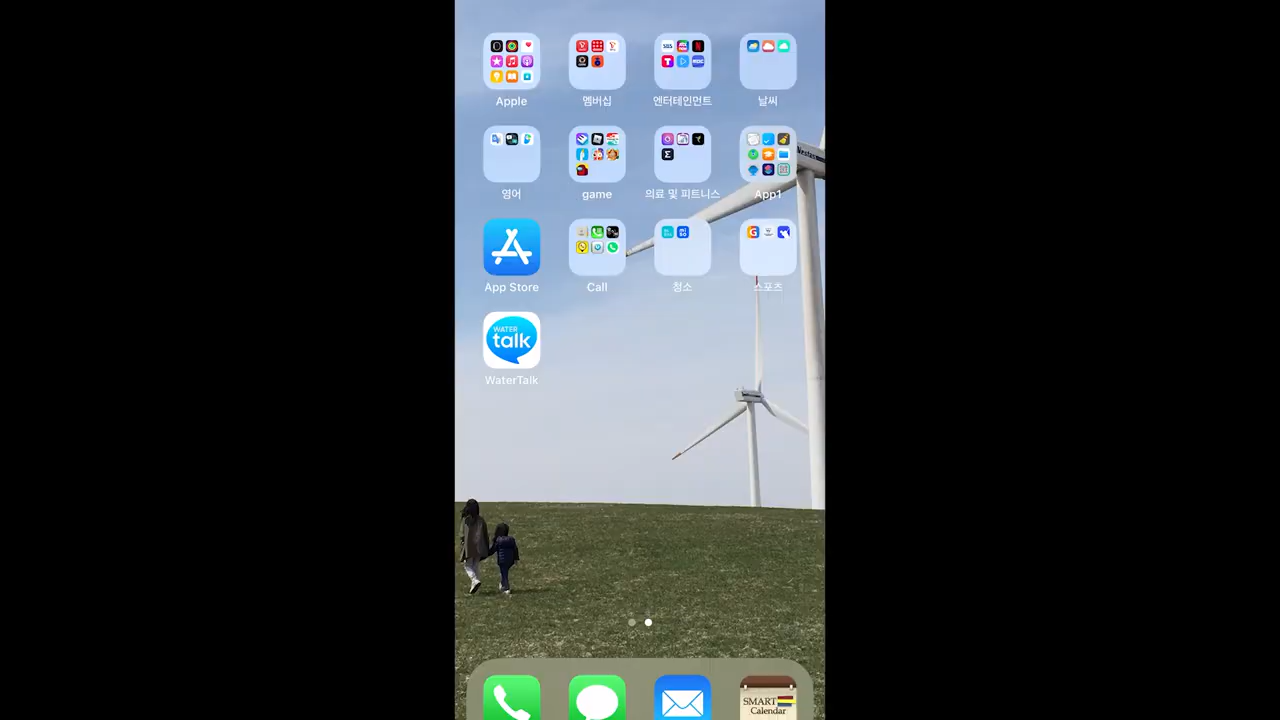 Apple
멤버십
엔터테인먼트
날씨
영어
game
의료 및 피트니스
App1
Vestas
App Store
Call
청소
스포츠
WATER
talk
WaterTalk
SMART
Calendar